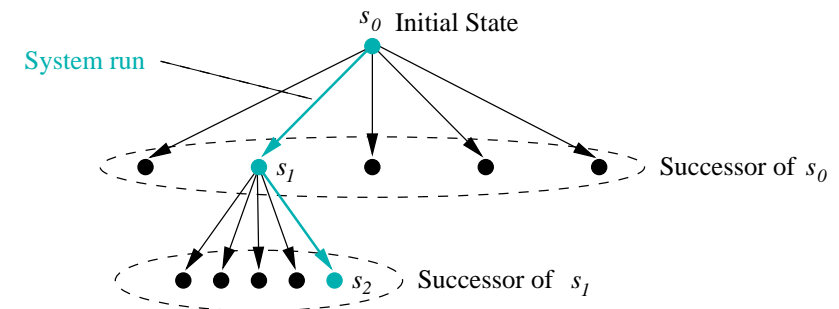 s0 Initial State
System run
s1 Successor of s0
s2 Successor of s1